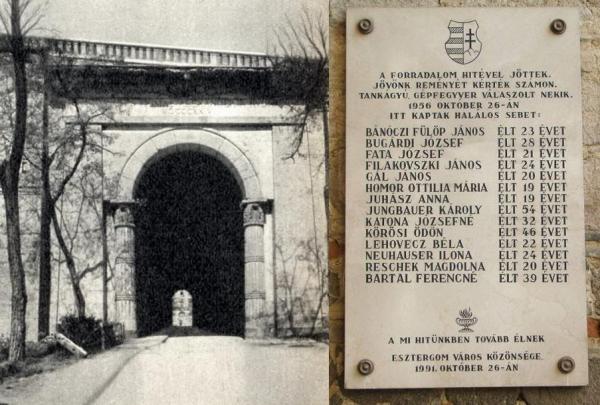 A FORRADALOM HITÉVEL JÖTTEK.
JÖVŐNK REMÉNYÉT KÉRTÉK SZÁMON.
TANKÁGYÚ, GÉPFEGYVER VÁLASZOLT NEKIK.
1956 OKTÓBER 26-ÁN
ITT KAPTAK HALÁLOS SEBET:
BÁNÓCZI FÜLÖP JÁNOS ÉLT 23 ÉVET
BUGÁRDI JÓZSEF ÉLT 28 ÉVET
FATA JÓZSEF ÉLT 21 ÉVET
FILAKOVSZKI JÁNOS ÉLT 24 ÉVET
GÁL JÁNOS ÉLT 20 ÉVET
HOMOR OTTILIA MÁRIA ÉLT 19 ÉVET
JUHÁSZ ANNA ÉLT 19 ÉVET
JUNGBAUER KÁROLY ÉLT 54 ÉVET
KATONA JÓZSEFNÉ ÉLT 32 ÉVET
KŐRÖSI ÖDÖN ÉLT 46 ÉVET
LEHOVECZ BÉLA ÉLT 22 ÉVET
NEUHAUSER ILONA ÉLT 24 ÉVET
RESCHEK MAGDOLNA ÉLT 20 ÉVET
BARTAL FERENCNÉ ÉLT 39 ÉVET
A MI HITÜNKBEN TOVÁBB ÉLNEK
ESZTERGOM VÁROS KÖZÖNSÉGE
1991. OKTÓBER 26-ÁN